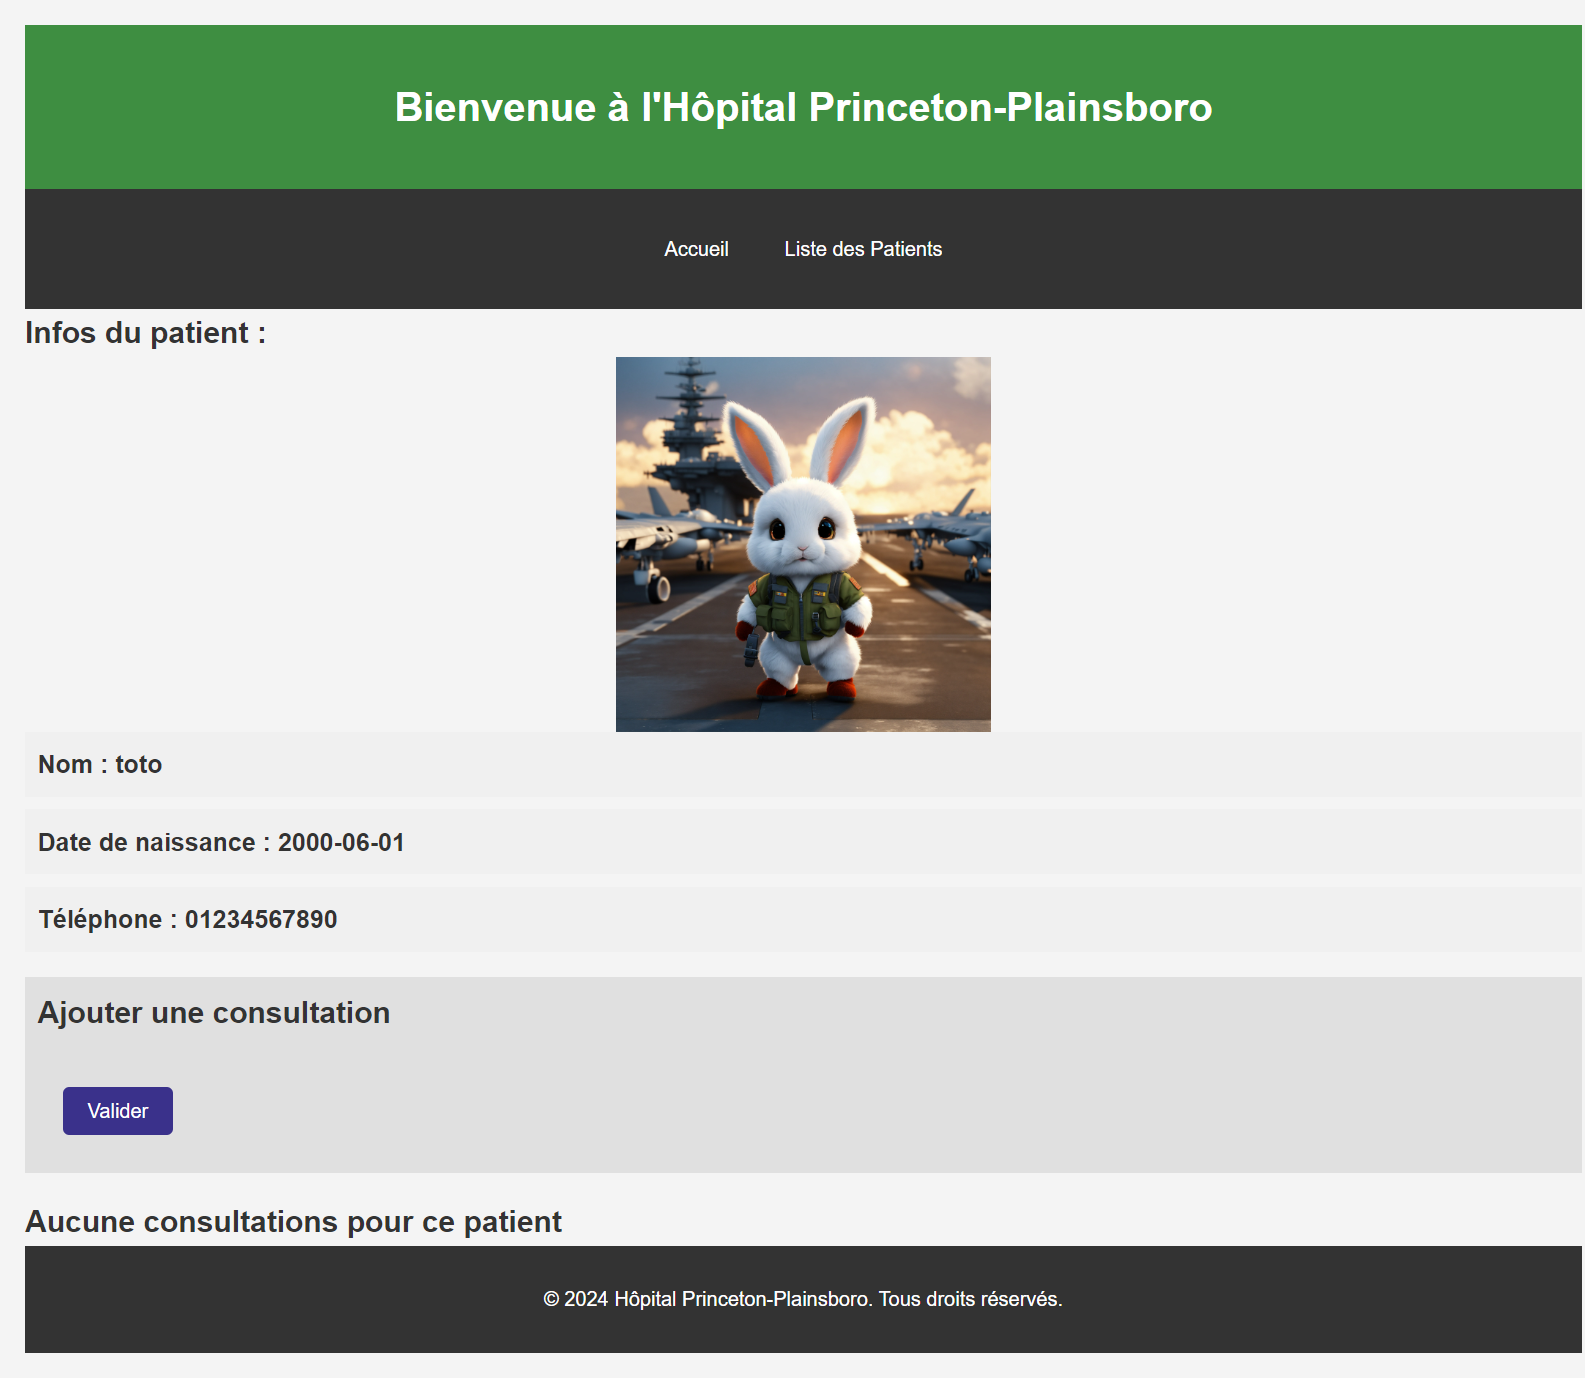 Bienvenue à l'Hôpital Princeton-Plainsboro
Accueil Liste des Patients
Infos du patient :
Nom : toto
Date de naissance : 2000-06-01
Téléphone : 01234567890
Ajouter une consultation
Valider
Aucune consultations pour ce patient
© 2024 Hôpital Princeton-Plainsboro. Tous droits réservés.